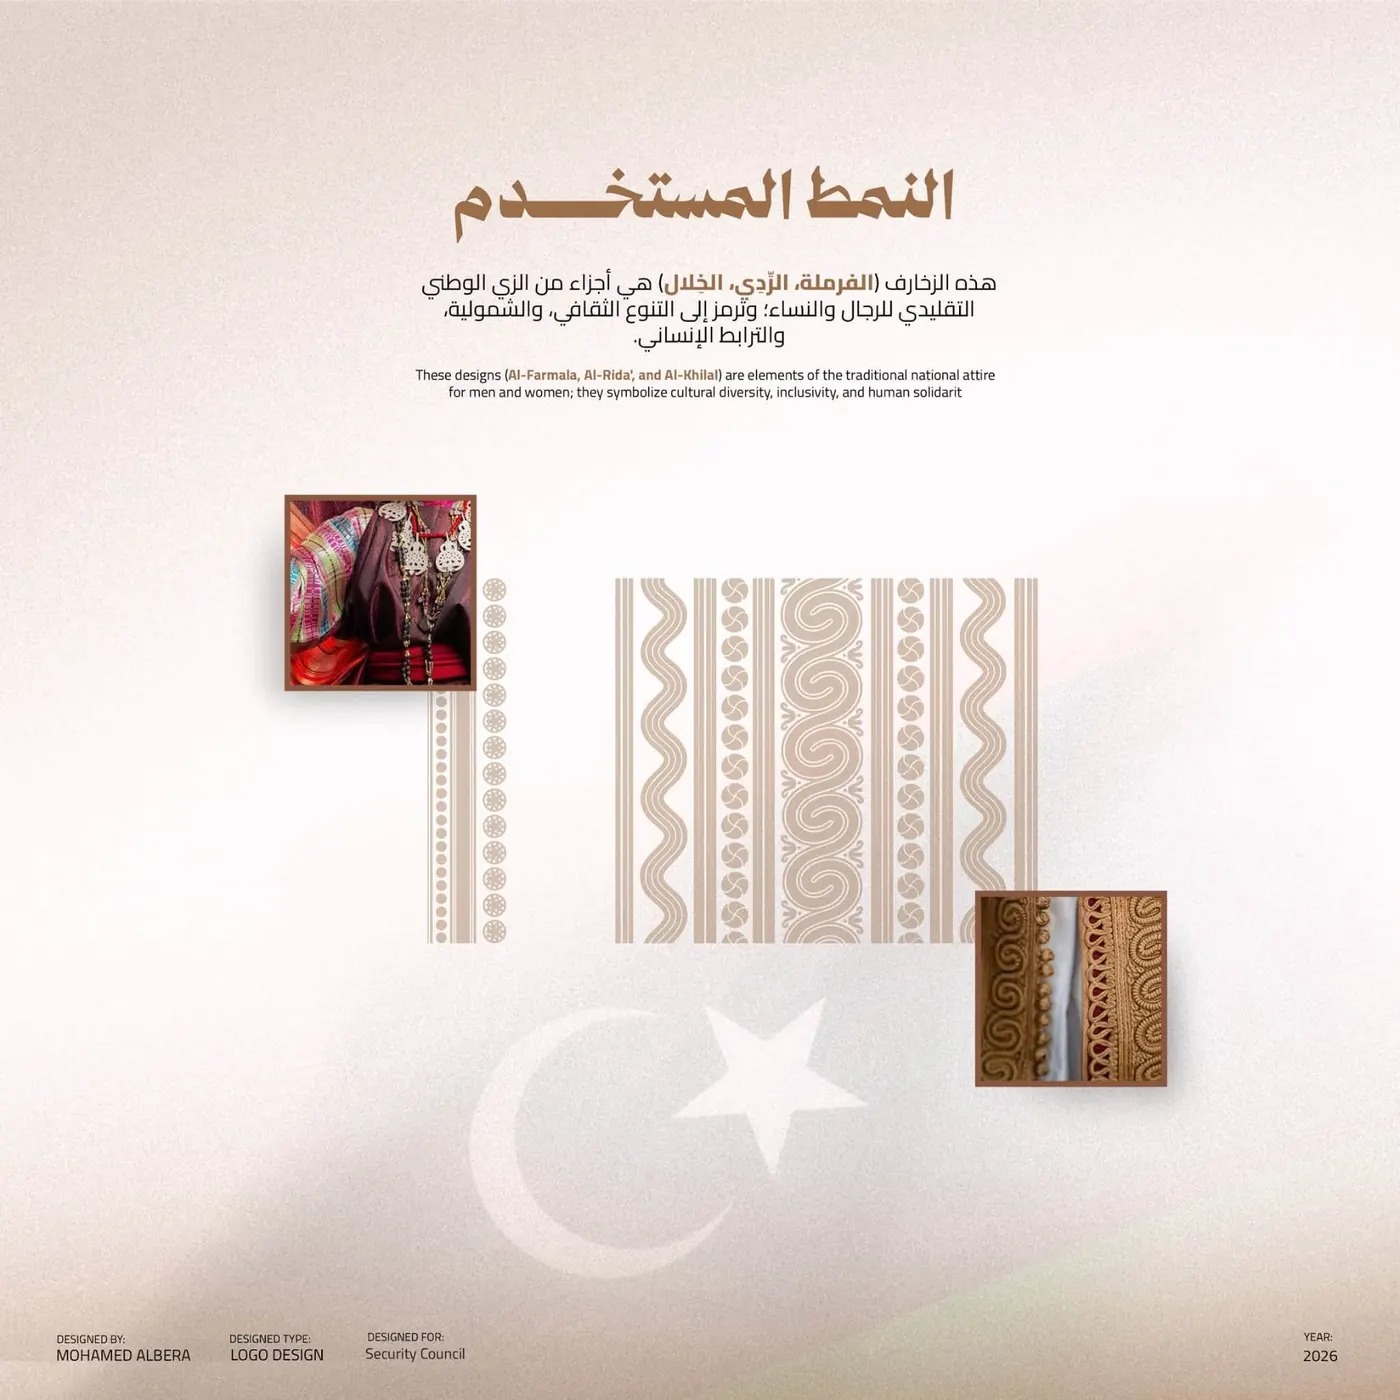 النمط المستخدم
هذه الزخارف (الفرملة، الرِّدِي، الخِلال) هي أجزاء من الزي الوطني
التقليدي للرجال والنساء؛ وترمز إلى التنوع الثقافي، والشمولية،
والترابط الإنساني.
These designs (Al-Farmala, Al-Rida', and Al-Khilal) are elements of the traditional national attire
for men and women; they symbolize cultural diversity, inclusivity, and human solidarit
DESIGNED BY:
MOHAMED ALBERA
DESIGNED TYPE:
LOGO DESIGN
DESIGNED FOR:
Security Council
YEAR:
2026